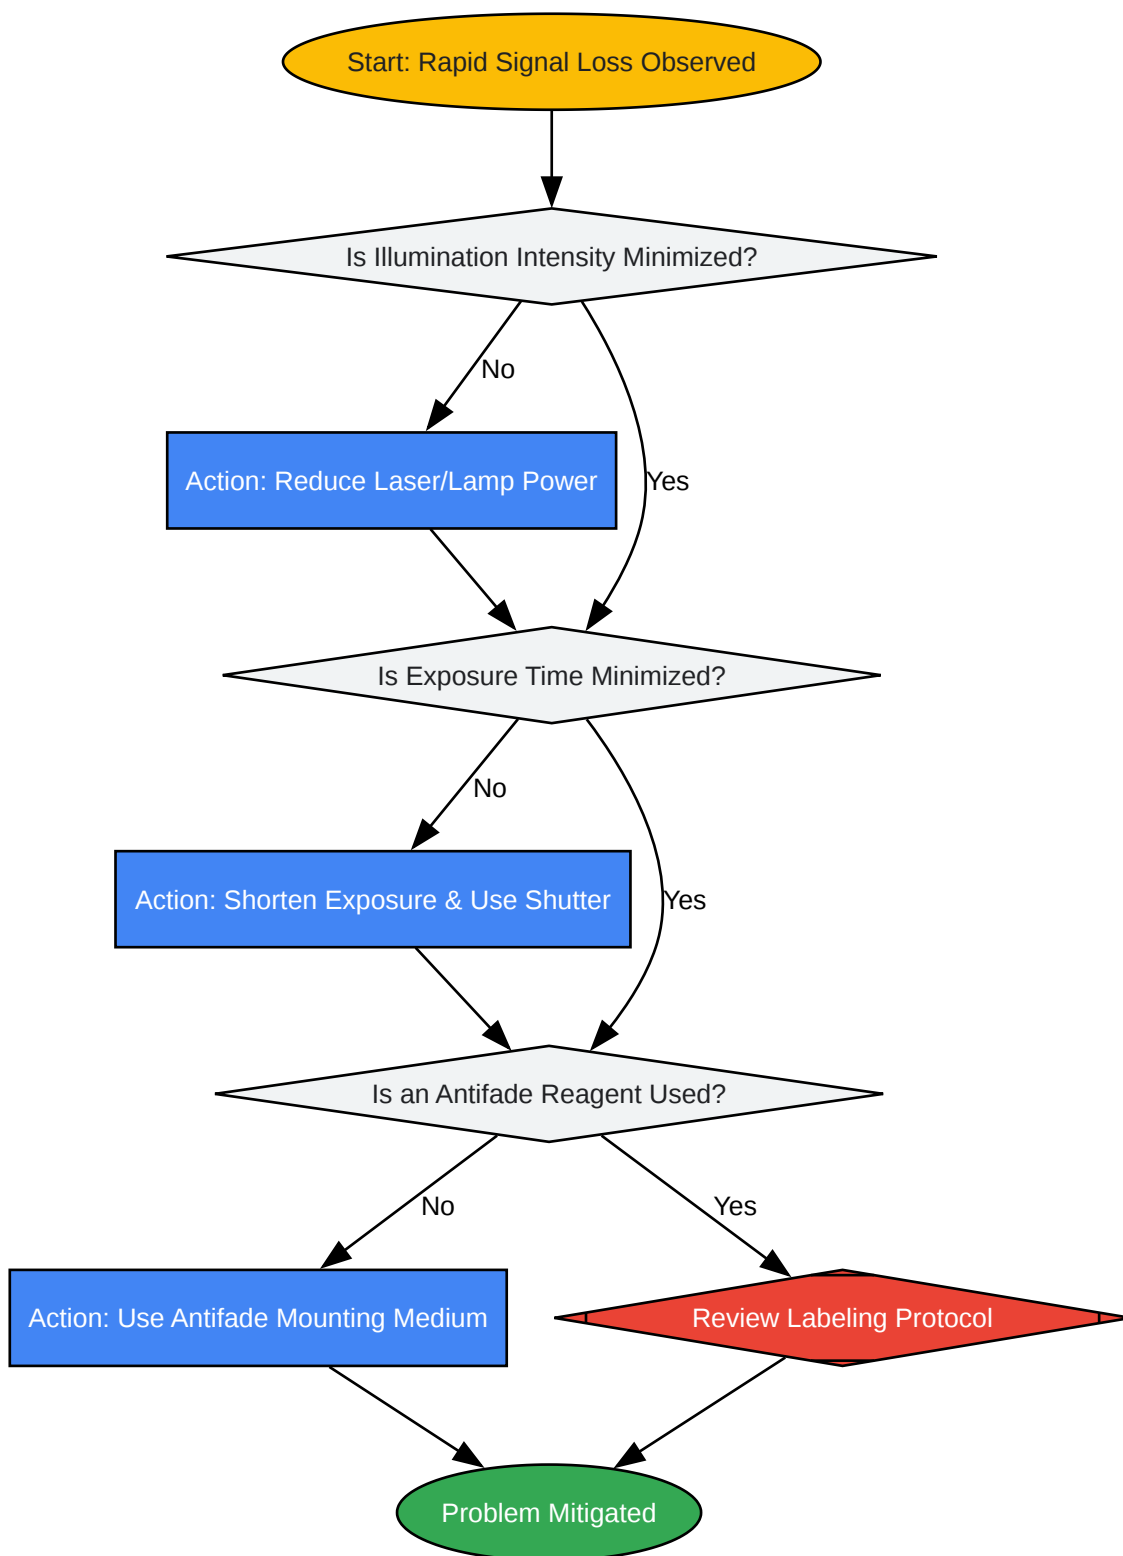 Start: Rapid Signal Loss Observed
Is Illumination Intensity Minimized?
No
Action: Reduce Laser/Lamp Power
Yes
Is Exposure Time Minimized?
No
Action: Shorten Exposure & Use Shutter
Yes
Is an Antifade Reagent Used?
No
Yes
Action: Use Antifade Mounting Medium
Review Labeling Protocol
Problem Mitigated